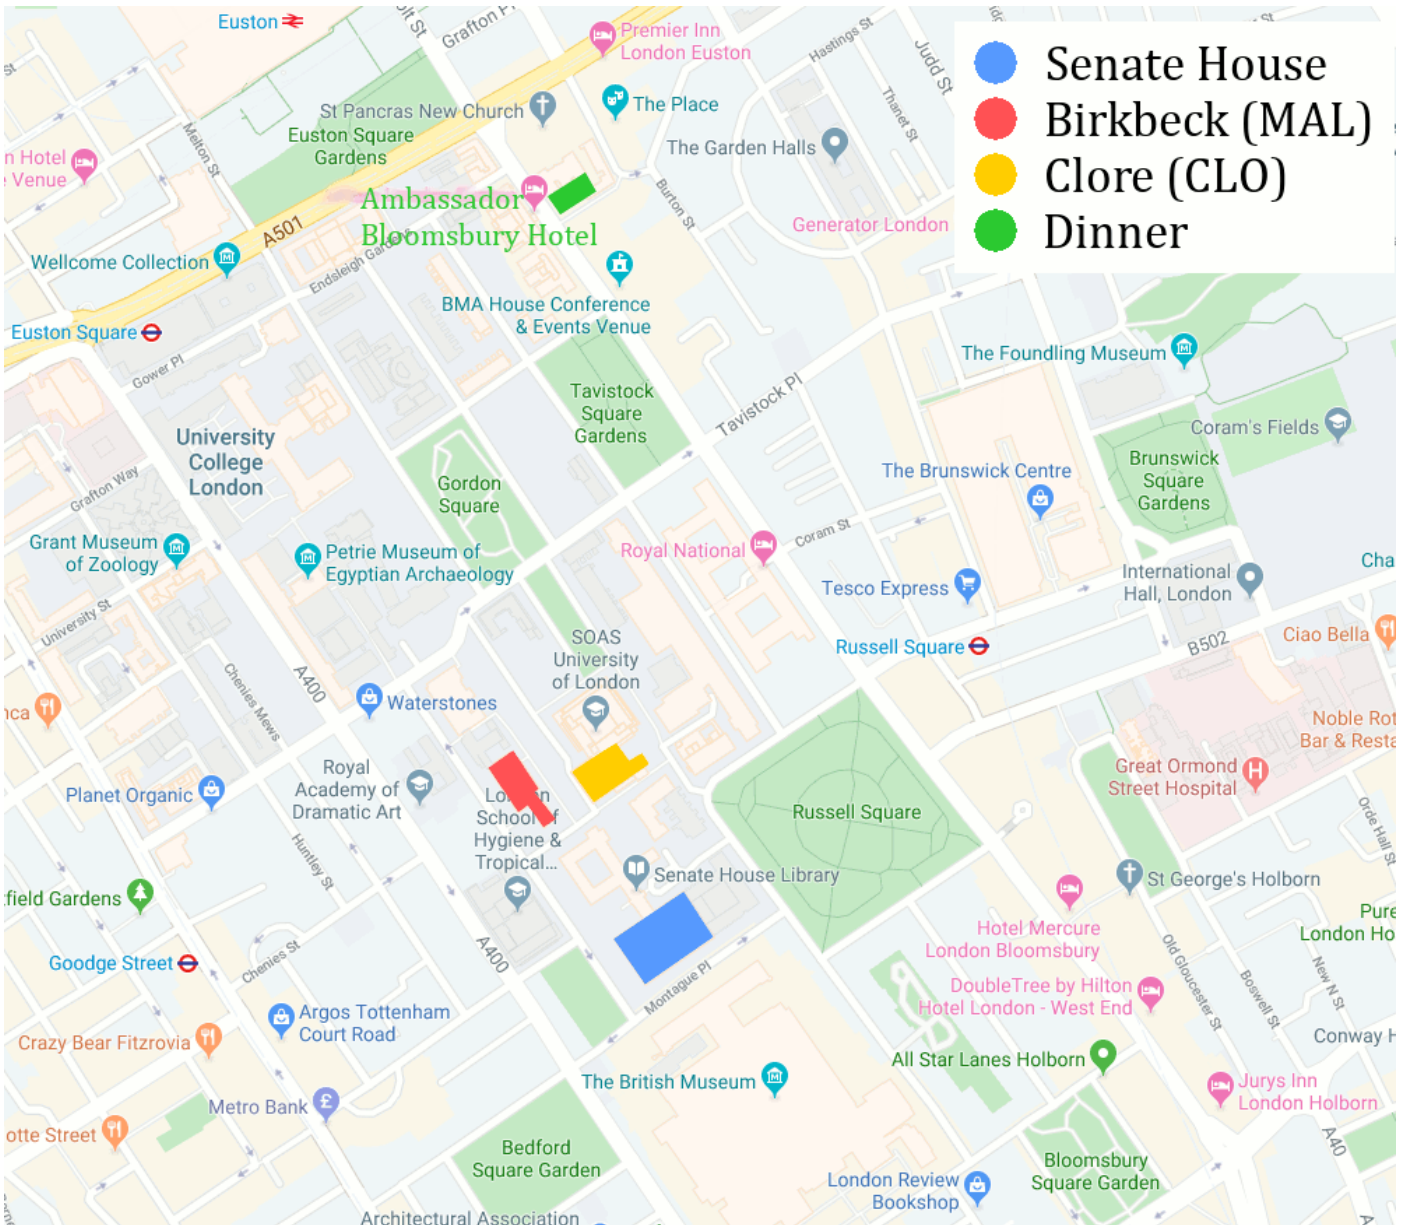 Euston
olt St
Grafton Pl
Premier Inn
London Euston
Hastings St
Judd St
Senate House
Birkbeck (MAL)
Clore (CLO)
Dinner
St Pancras New Church
The Place
Thanet St
Euston Square
Gardens
Melton St
The Garden Halls
n Hotel
e Venue
Ambassador
Bloomsbury Hotel
Burton St
Generator London
A501
Wellcome Collection
Endsleigh Gardens
BMA House Conference
& Events Venue
Euston Square
Gower Pl
The Foundling Museum
Tavistock
Square
Gardens
Tavistock Pl
Coram's Fields
University
College
London
Gordon
Square
The Brunswick Centre
Brunswick
Square
Gardens
Grafton Way
Grant Museum
of Zoology
Petrie Museum of
Egyptian Archaeology
Royal National
Coram St
Tesco Express
International
Hall, London
Cha
University St
SOAS
University
of London
Russell Square
B502
Ciao Bella
Chenies Mews
A400
Waterstones
nca
Noble Rot
Bar & Resta
Royal
Academy of
Dramatic Art
Planet Organic
London
School of
Hygiene &
Tropical...
Russell Square
Great Ormond
Street Hospital
Orde Hall St
Huntley St
Senate House Library
St George's Holborn
tfield Gardens
Hotel Mercure
London Bloomsbury
Pure
London Ho
Goodge Street
Chenies St
A400
Montague Pl
DoubleTree by Hilton
Hotel London - West End
Old Gloucester St
Boswell St
New N St
Argos Tottenham
Court Road
Crazy Bear Fitzrovia
Conway H
All Star Lanes Holborn
The British Museum
Jurys Inn
London Holborn
Metro Bank
otte Street
A40
Bedford
Square Garden
Bloomsbury
Square Garden
London Review
Bookshop
Architectural Association